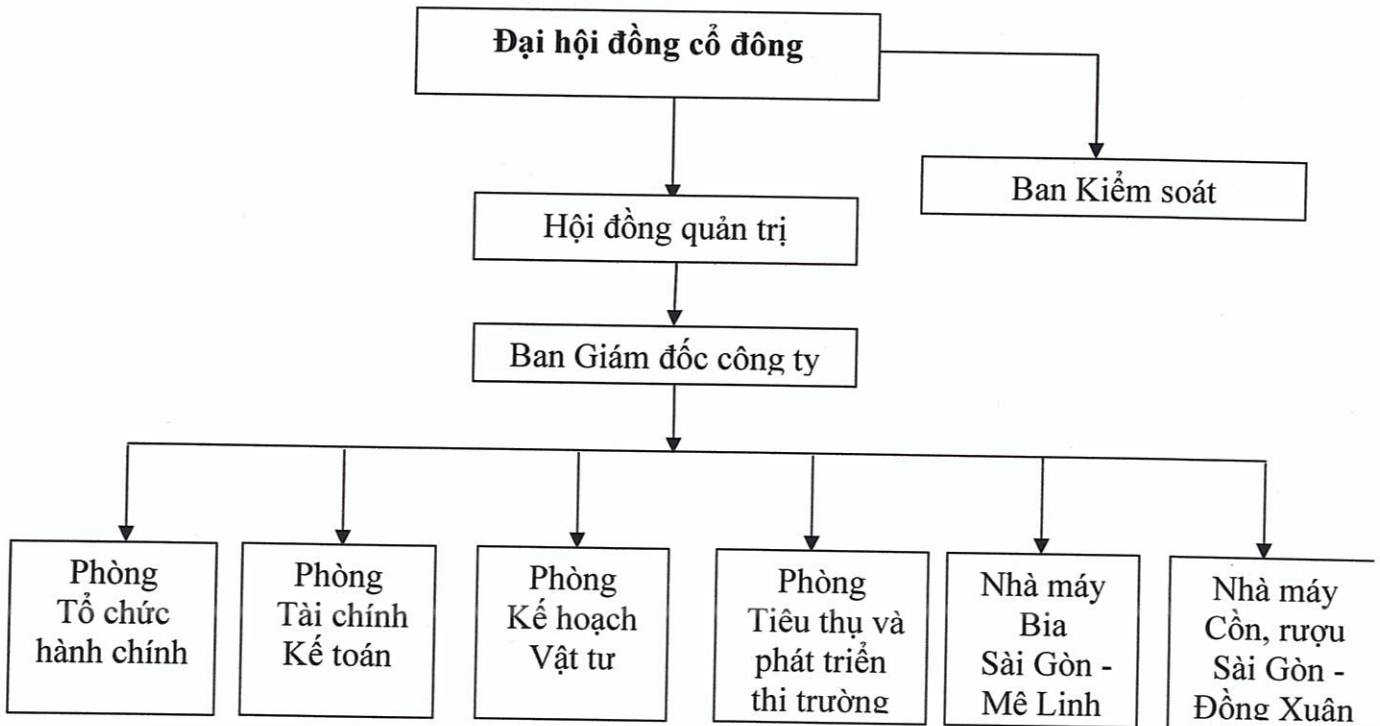 Đại hội đồng cổ đông
Ban Kiểm soát
Hội đồng quản trị
Ban Giám đốc công ty
Phòng
Tổ chức
hành chính
Phòng
Tài chính
Kế toán
Phòng
Kế hoạch
Vật tư
Phòng
Tiêu thụ và
phát triển
thị trường
Nhà máy
Bia
Sài Gòn -
Mê Linh
Nhà máy
Cồn, rượu
Sài Gòn -
Đồng Xuân